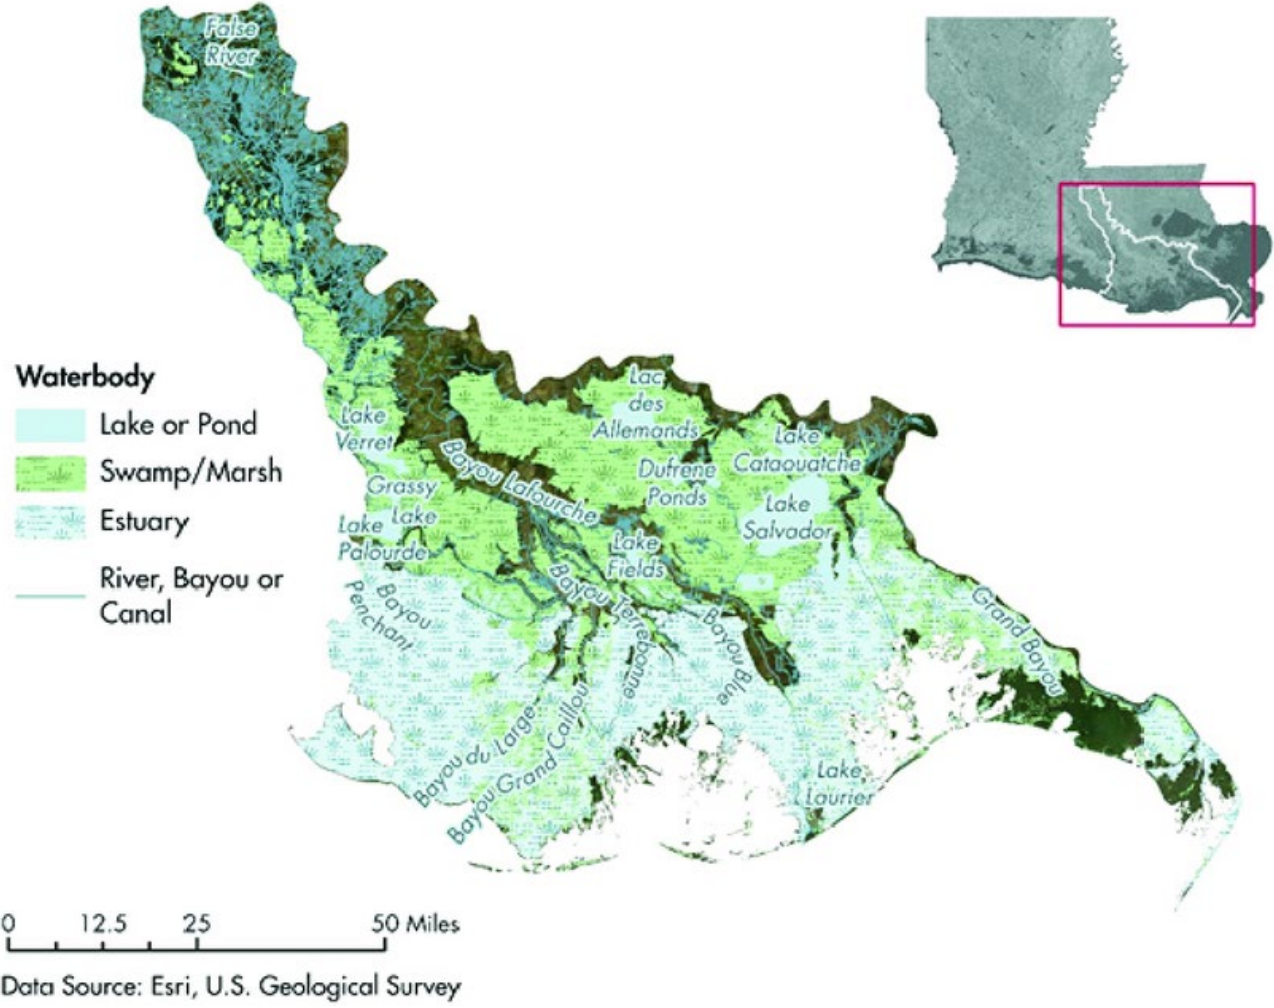 False
River
Waterbody
Lake or Pond
Swamp/Marsh
Estuary
River, Bayou or
Canal
Lac
des
Allemands
Lake
Verret
Lake
Cataouatche
Bayou Lafourche
Dufrene
Ponds
Grassy
Lake
Lake
Salvador
Lake
Palourde
Lake
Fields
Bayou
Penchant
Bayou Terrebonne
Bayou Blue
Grand Bayou
Bayou du Large
Bayou Grand Caillou
Lake
Laurier
0 12.5 25 50 Miles
Data Source: Esri, U.S. Geological Survey